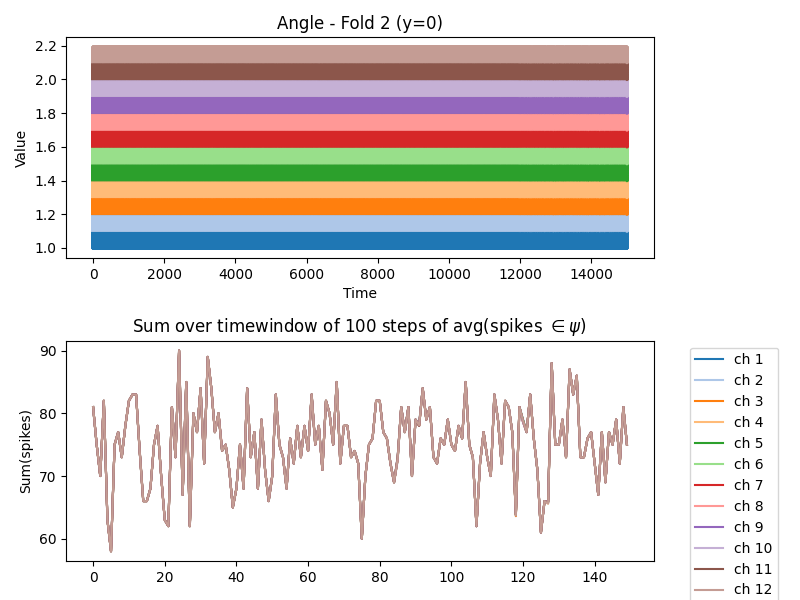 Angle - Fold 2 (y=0)
2.2
2.0
1.8
1.6
1.4
1.2
1.0
Value
0 2000 4000 6000 8000 10000 12000 14000
Time
Sum over timewindow of 100 steps of avg(spikes ∈ψ)
90
80
70
60
Sum(spikes)
0 20 40 60 80 100 120 140
ch 1
ch 2
ch 3
ch 4
ch 5
ch 6
ch 7
ch 8
ch 9
ch 10
ch 11
ch 12